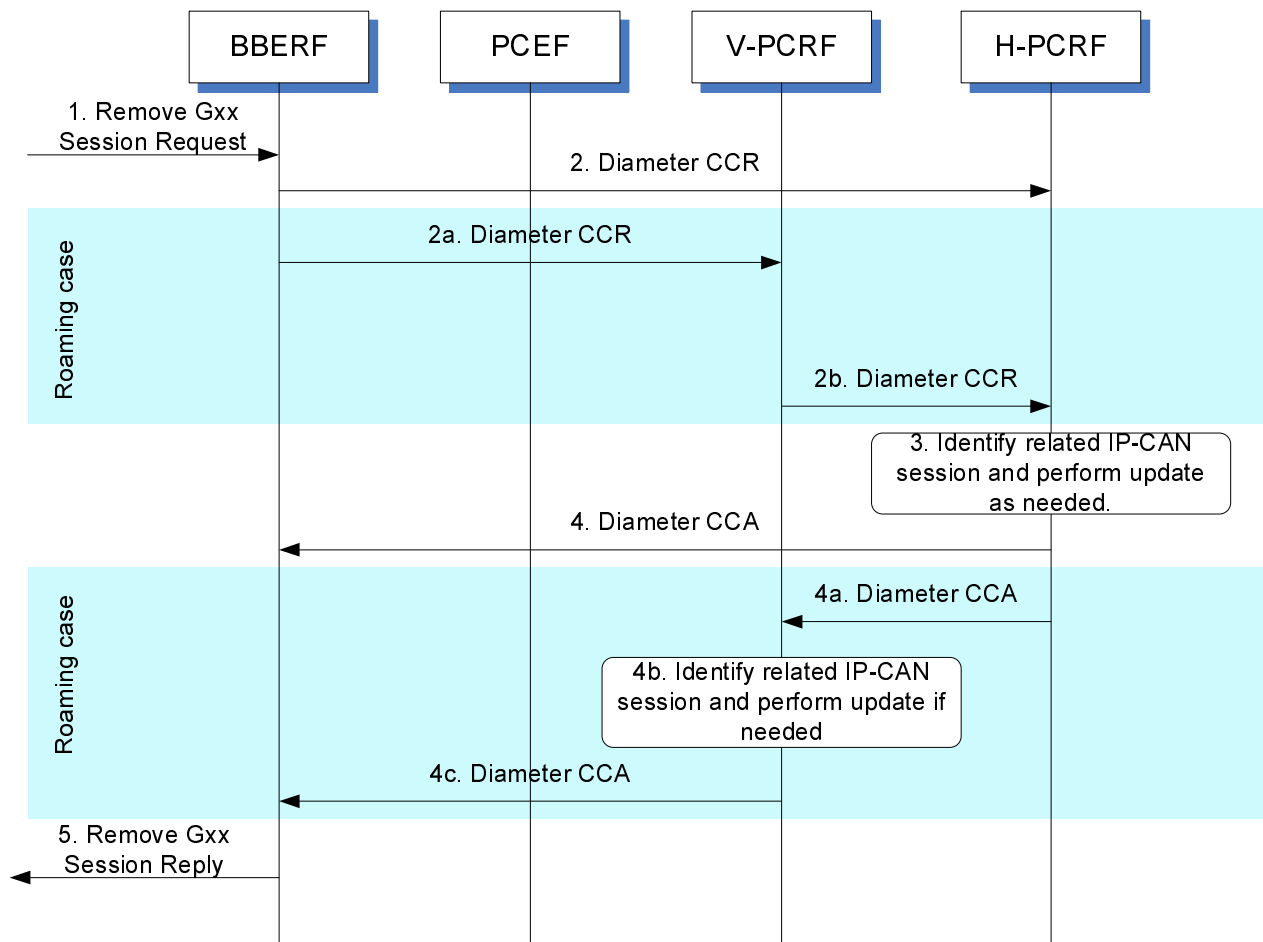 BBERF
PCEF
V-PCRF
H-PCRF
1. Remove Gxx
Session Request
2. Diameter CCR
Roaming case
2a. Diameter CCR
2b. Diameter CCR
3. Identify related IP-CAN
session and perform update
as needed.
4. Diameter CCA
Roaming case
4a. Diameter CCA
4b. Identify related IP-CAN
session and perform update if
needed
4c. Diameter CCA
5. Remove Gxx
Session Reply